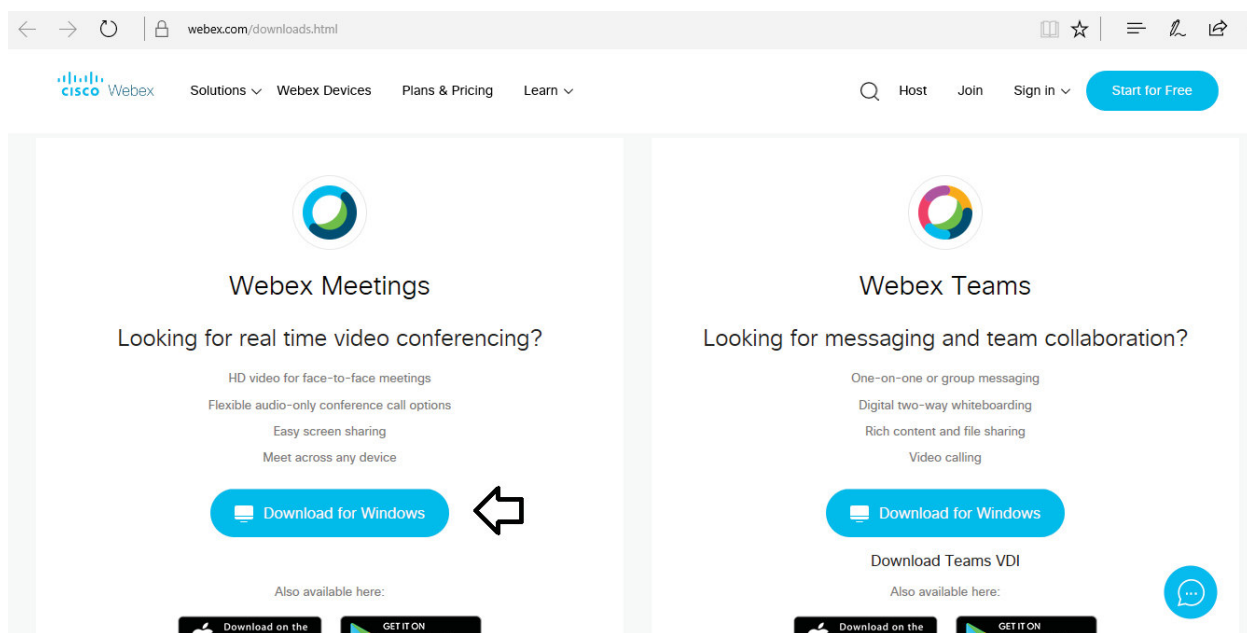 webex.com/downloads.html
CISCO Webex Solutions Webex Devices Plans & Pricing Learn Host Join Sign in Start for Free
Webex Meetings
Looking for real time video conferencing?
HD video for face-to-face meetings
Flexible audio-only conference call options
Easy screen sharing
Meet across any device
Download for Windows
Also available here:
Download on the
GET IT ON
Webex Teams
Looking for messaging and team collaboration?
One-on-one or group messaging
Digital two-way whiteboarding
Rich content and file sharing
Video calling
Download for Windows
Download Teams VDI
Also available here:
Download on the
GET IT ON